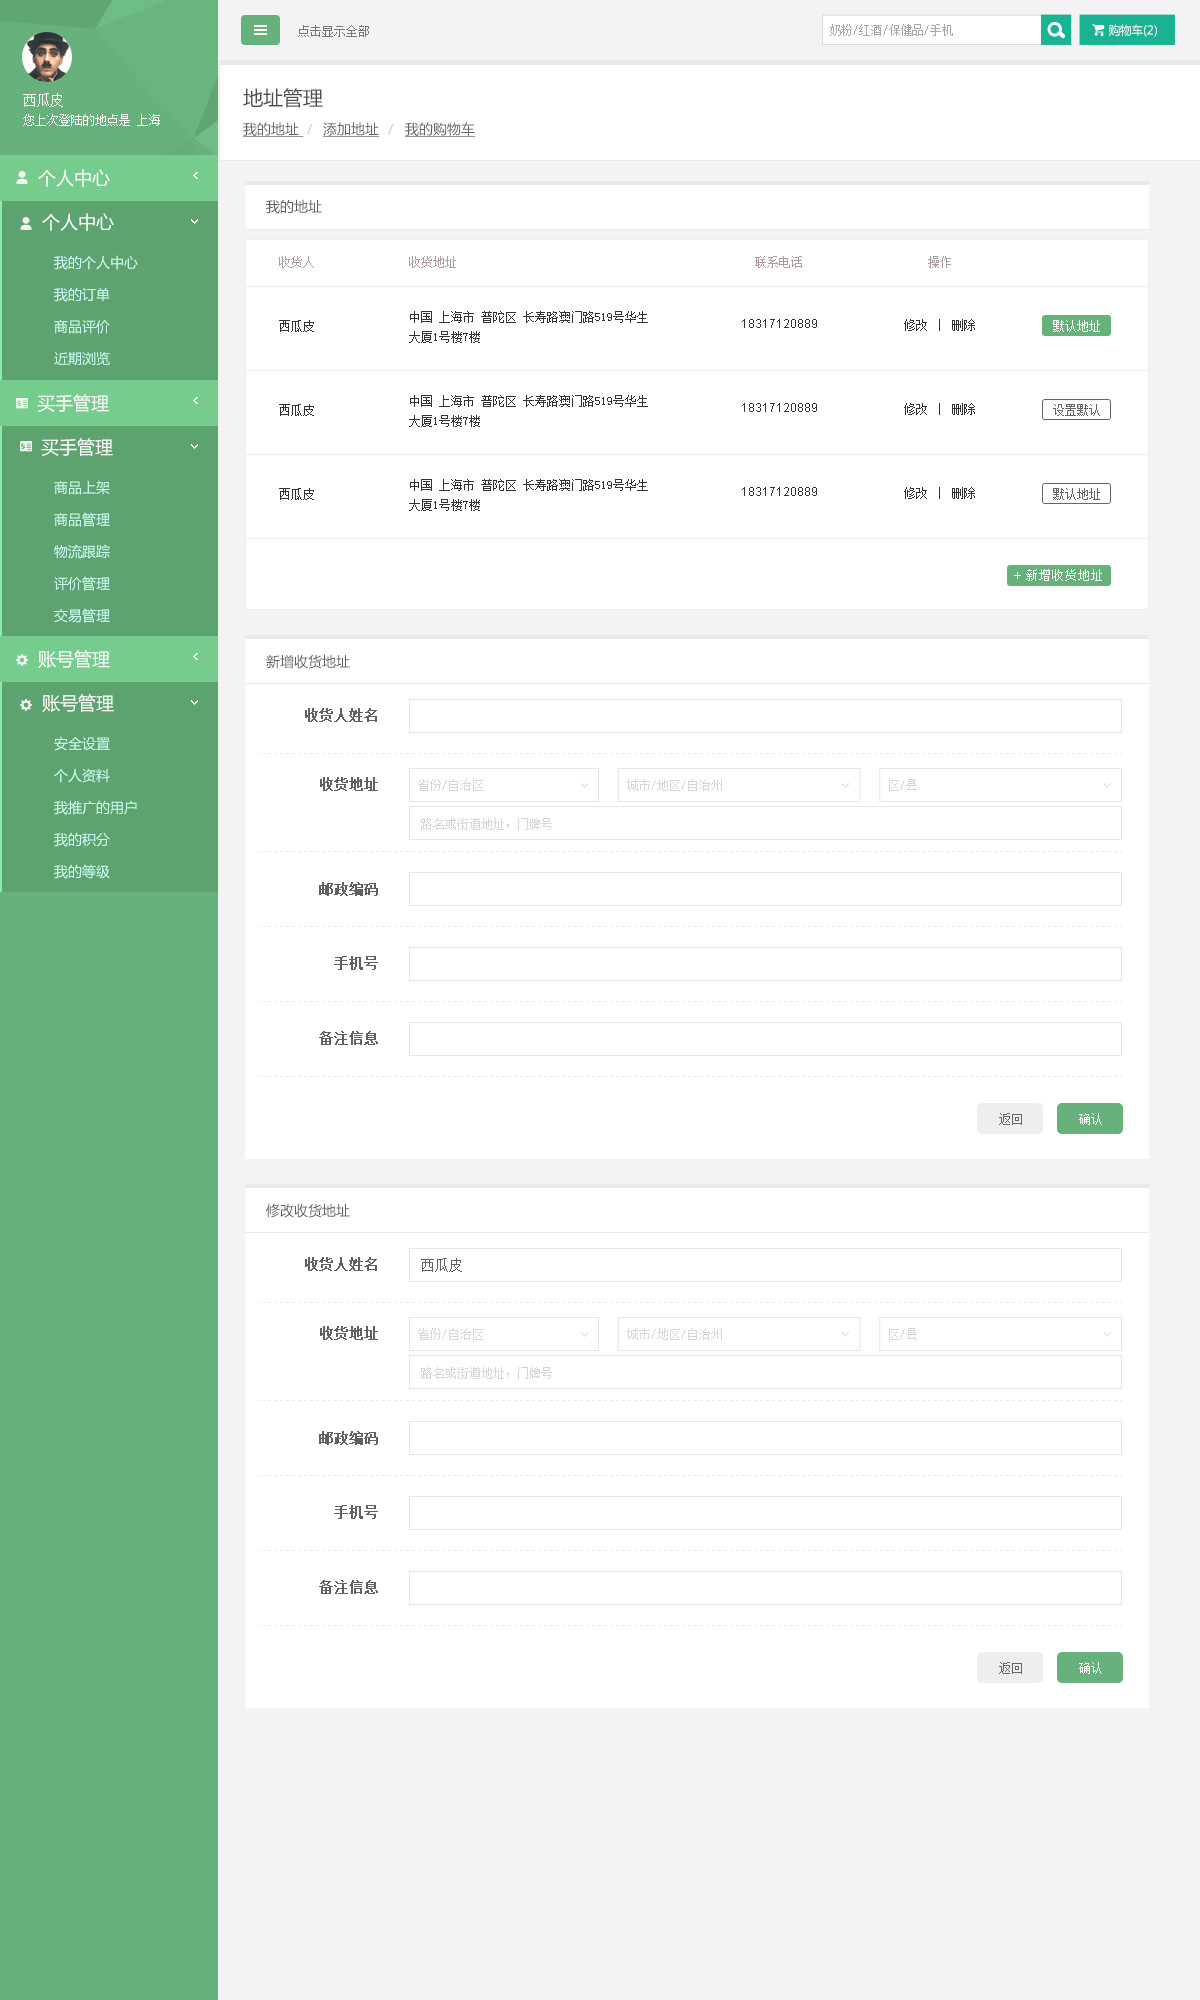 点击显示全部
奶粉/红酒/保健品/手机
购物车(2)
西瓜皮
您上次登陆的地点是 上海
个人中心
个人中心
我的个人中心
我的订单
商品评价
近期浏览
买手管理
买手管理
商品上架
商品管理
物流跟踪
评价管理
交易管理
账号管理
账号管理
安全设置
个人资料
我推广的用户
我的积分
我的等级
地址管理
我的地址 / 添加地址 / 我的购物车
我的地址
收货人 收货地址 联系电话 操作
西瓜皮 中国 上海市 普陀区 长寿路澳门路519号华生 18317120889 修改 | 删除 默认地址
大厦1号楼7楼
西瓜皮 中国 上海市 普陀区 长寿路澳门路519号华生 18317120889 修改 | 删除 设置默认
大厦1号楼7楼
西瓜皮 中国 上海市 普陀区 长寿路澳门路519号华生 18317120889 修改 | 删除 默认地址
大厦1号楼7楼
+ 新增收货地址
新增收货地址
收货人姓名
收货地址 省份/自治区 城市/地区/自治州 区/县
路名或街道地址，门牌号
邮政编码
手机号
备注信息
返回 确认
修改收货地址
收货人姓名 西瓜皮
收货地址 省份/自治区 城市/地区/自治州 区/县
路名或街道地址，门牌号
邮政编码
手机号
备注信息
返回 确认